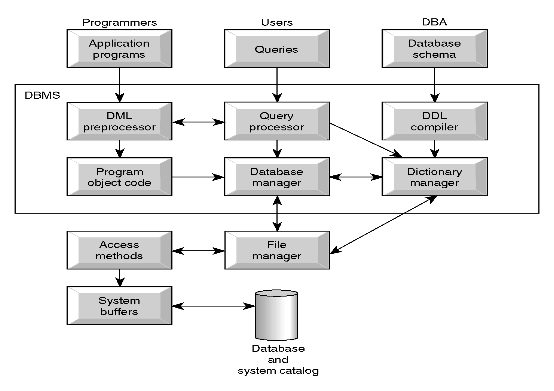 Programmers
Users
DBA
Application
programs
Queries
Database
schema
DBMS
DML
preprocessor
Query
processor
DDL
compiler
Program
object code
Database
manager
Dictionary
manager
Access
methods
File
manager
System
buffers
Database
and
system catalog